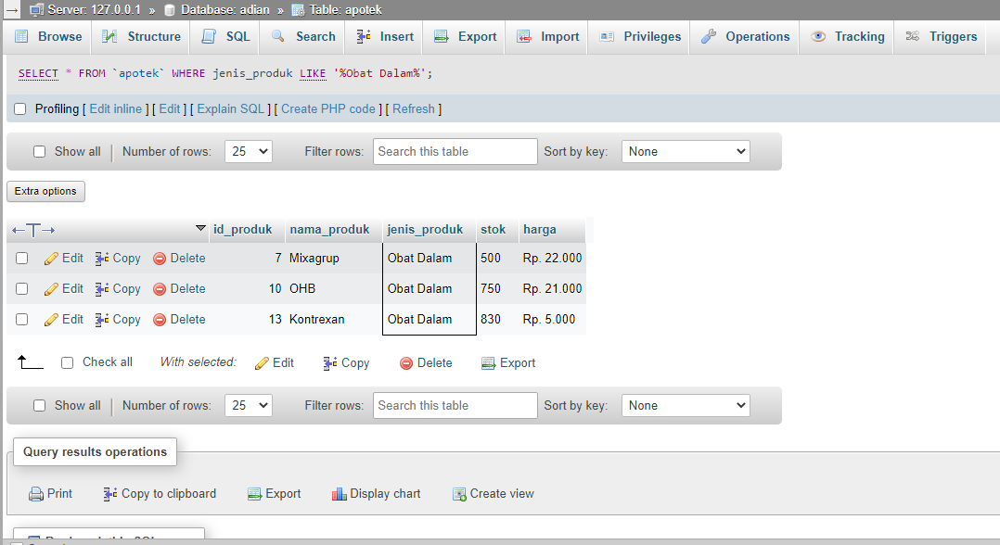 Server: 127.0.0.1 » Database: adian » Table: apotek
Browse Structure SQL Search Insert Export Import Privileges Operations Tracking Triggers
SELECT * FROM `apotek` WHERE jenis_produk LIKE '%Obat Dalam%';
Profiling [ Edit inline ] [ Edit ] [ Explain SQL ] [ Create PHP code ] [ Refresh ]
Show all Number of rows: 25 Filter rows: Search this table Sort by key: None
Extra options
id_produk nama_produk jenis_produk stok harga
Edit Copy Delete 7 Mixagrup Obat Dalam 500 Rp. 22.000
Edit Copy Delete 10 OHB Obat Dalam 750 Rp. 21.000
Edit Copy Delete 13 Kontrexan Obat Dalam 830 Rp. 5.000
Check all With selected: Edit Copy Delete Export
Show all Number of rows: 25 Filter rows: Search this table Sort by key: None
Query results operations
Print Copy to clipboard Export Display chart Create view